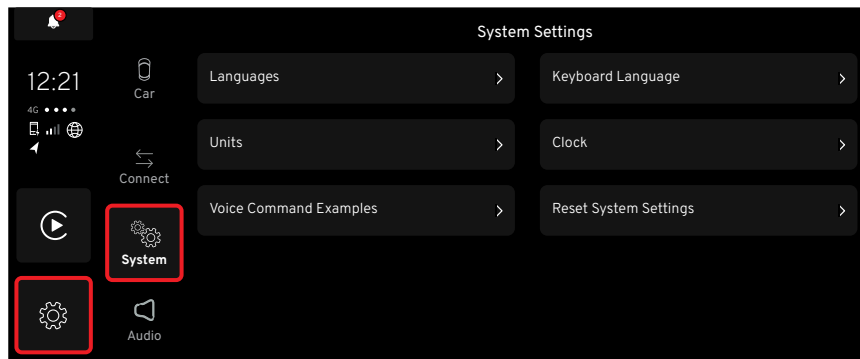 2
System Settings
12:21
4G
Car
Connect
System
Audio
Languages
Keyboard Language
Units
Clock
Voice Command Examples
Reset System Settings